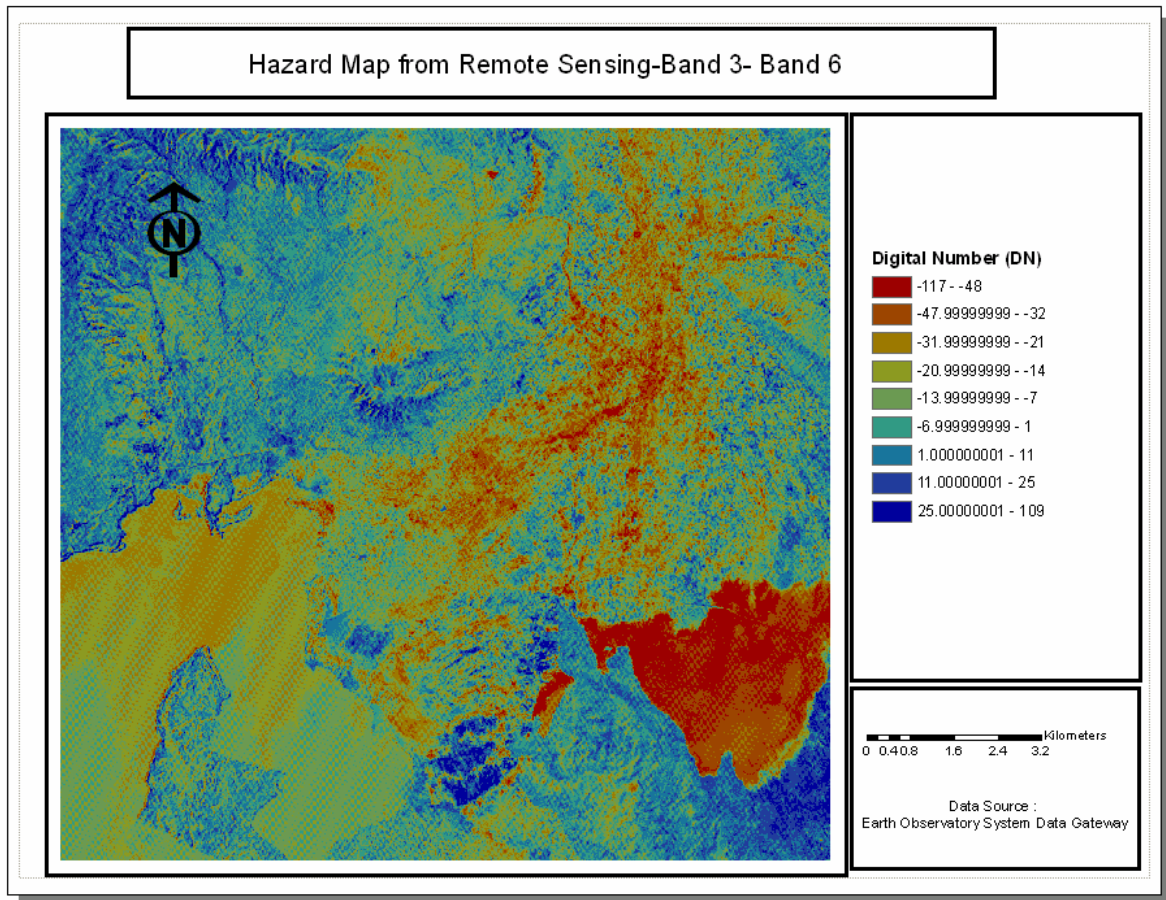 Hazard Map from Remote Sensing-Band 3- Band 6
N
Digital Number (DN)
-117 - -48
-47.99999999 - -32
-31.99999999 - -21
-20.99999999 - -14
-13.99999999 - -7
-6.999999999 - 1
1.000000001 - 11
11.00000001 - 25
25.00000001 - 109
Kilometers
0 0.4 0.8 1.6 2.4 3.2
Data Source :
Earth Observatory System Data Gateway